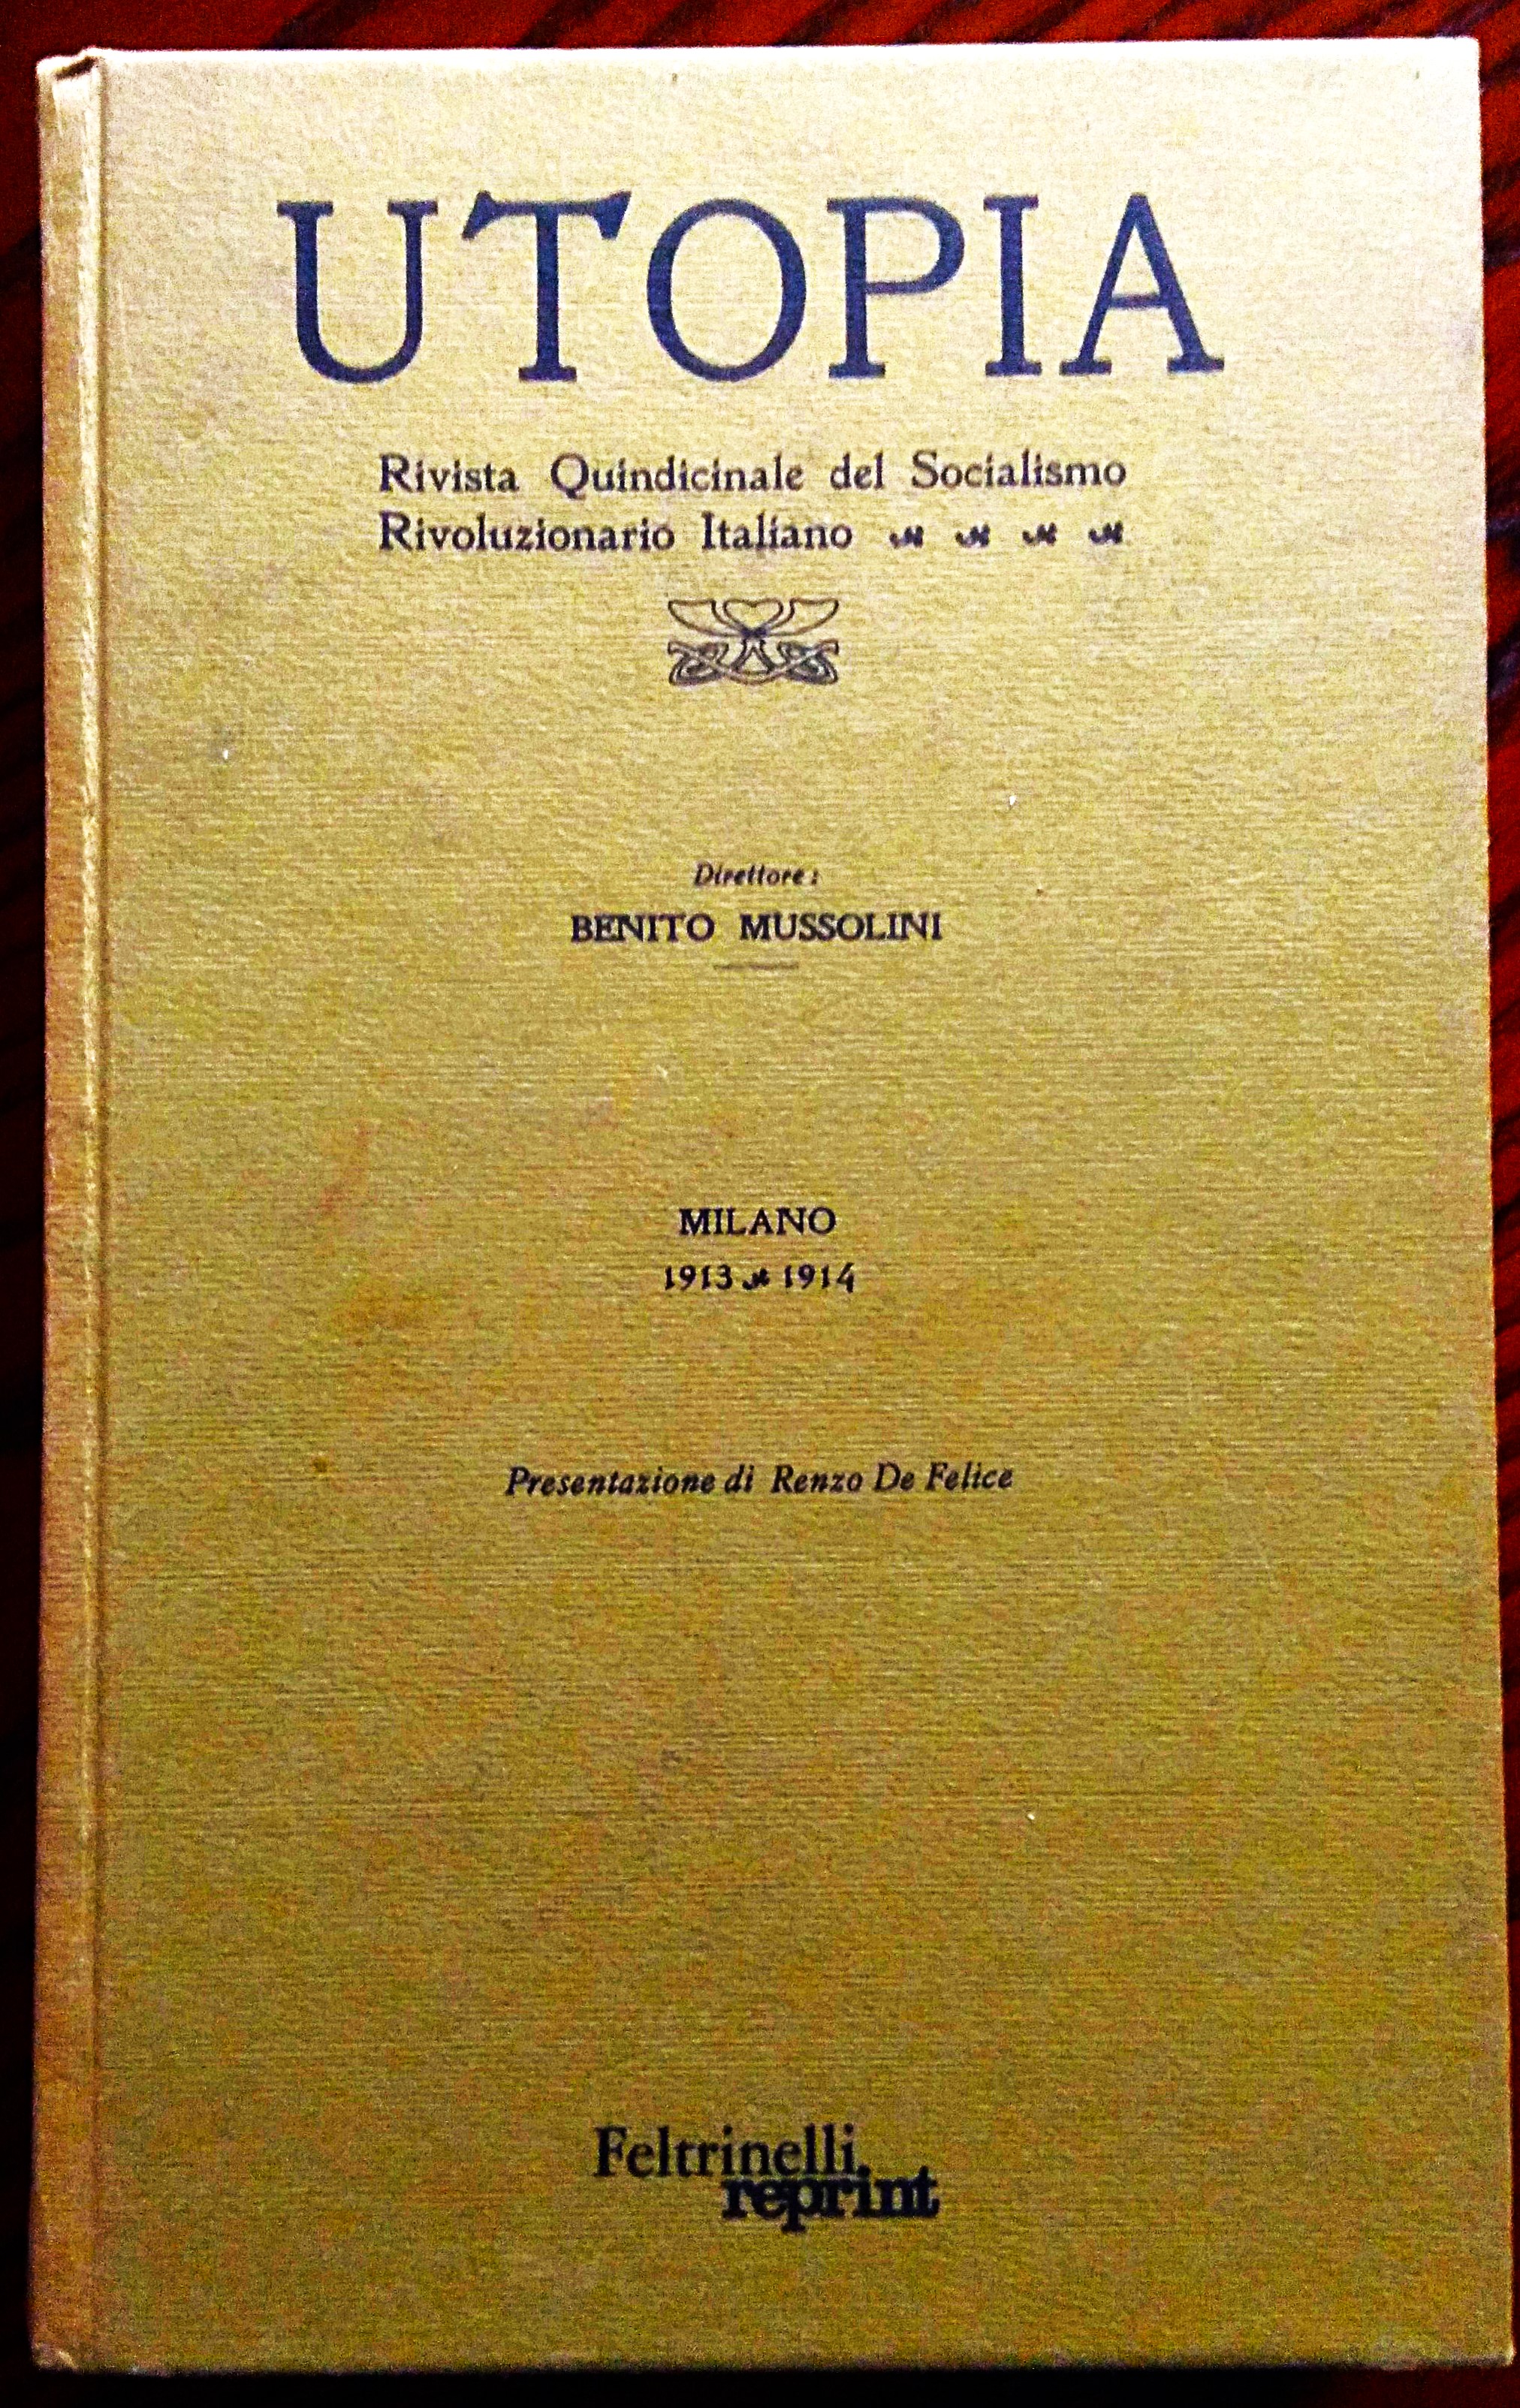 UTOPIA
Rivista Quindicinale del Socialismo
Rivoluzionario Italiano
Direttore:
BENITO MUSSOLINI
MILANO
1913 1914
Presentazione di Renzo De Felice
Feltrinelli
reprint